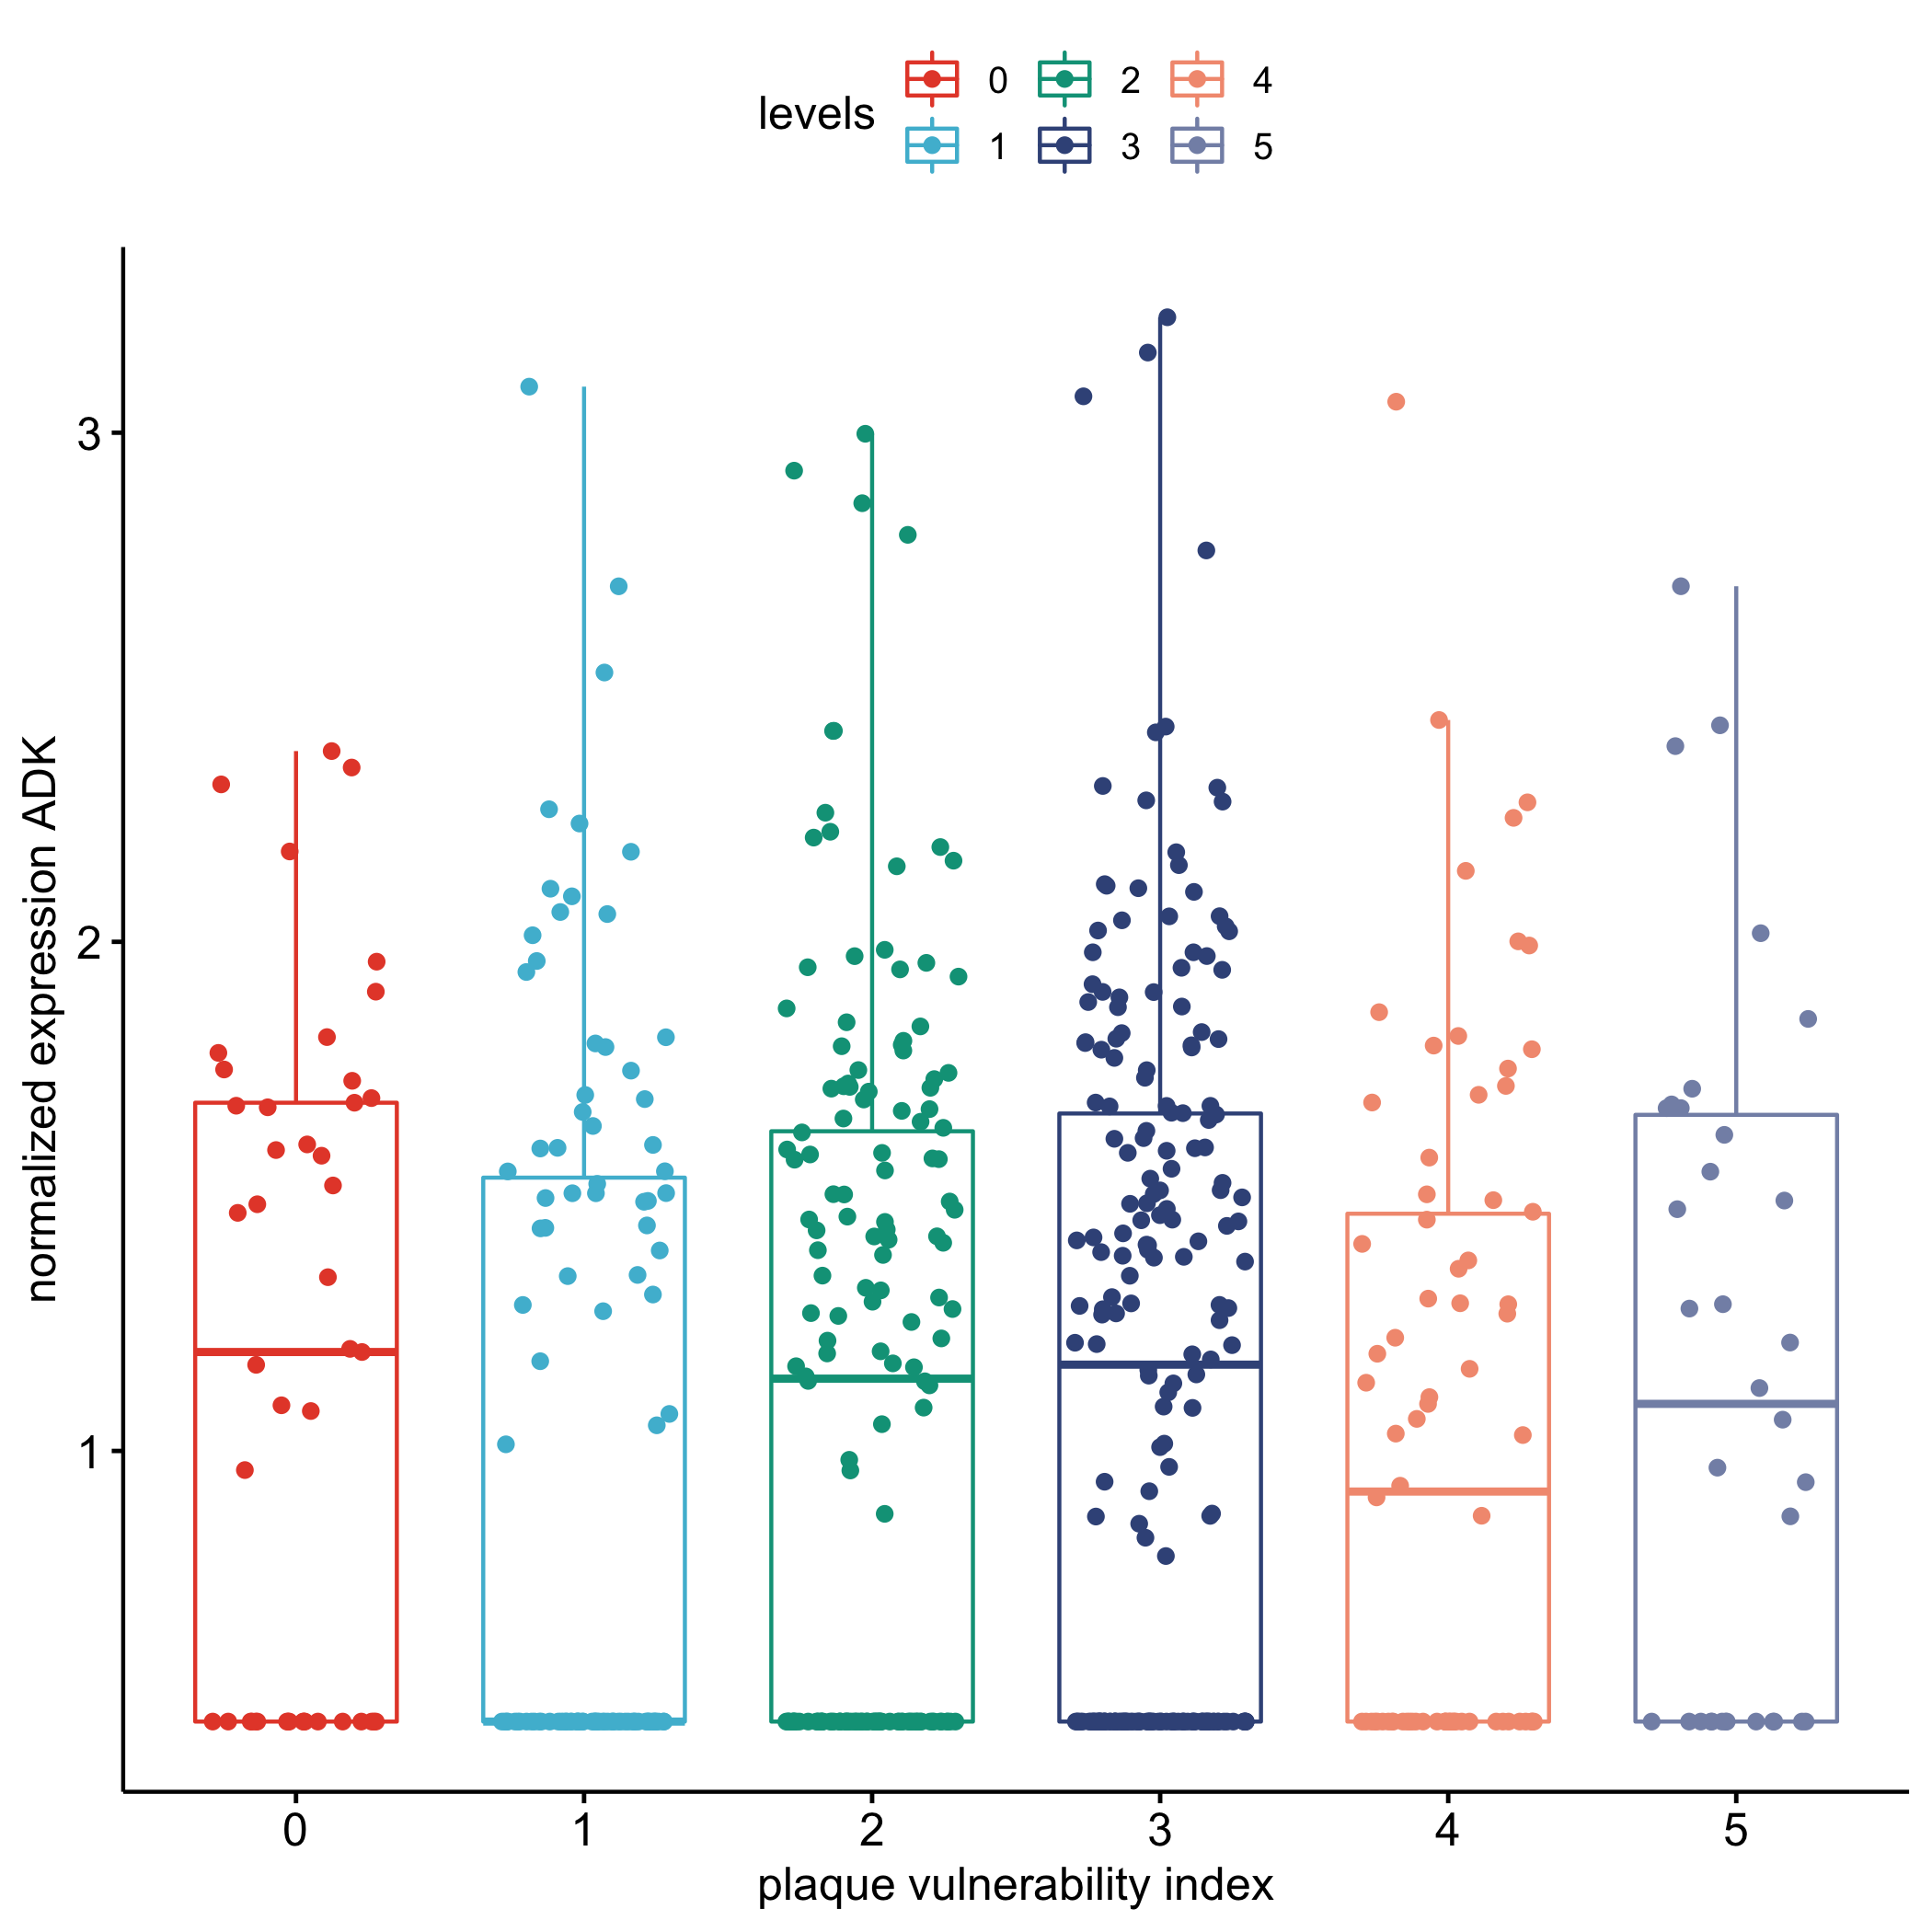 levels
0 2 4
1 3 5
normalized expression ADK
3
2
1
0 1 2 3 4 5
plaque vulnerability index